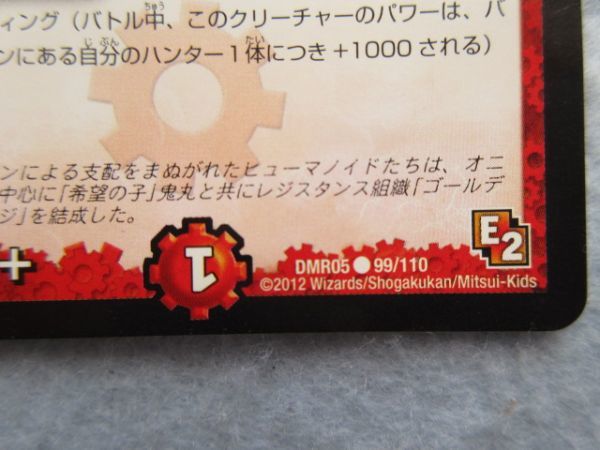 ィング（バトル中、このクリーチャーのパワーは、バ
ンにある自分のハンター１体につき+1000される）
ンによる支配をまぬがれたヒューマノイドたちは、オニ
中心に「希望の子」鬼丸と共にレジスタンス組織「ゴールデ
ジ」を結成した。
+
1
DMR05 ● 99/110
E2
©2012 Wizards/Shogakukan/Mitsui-Kids